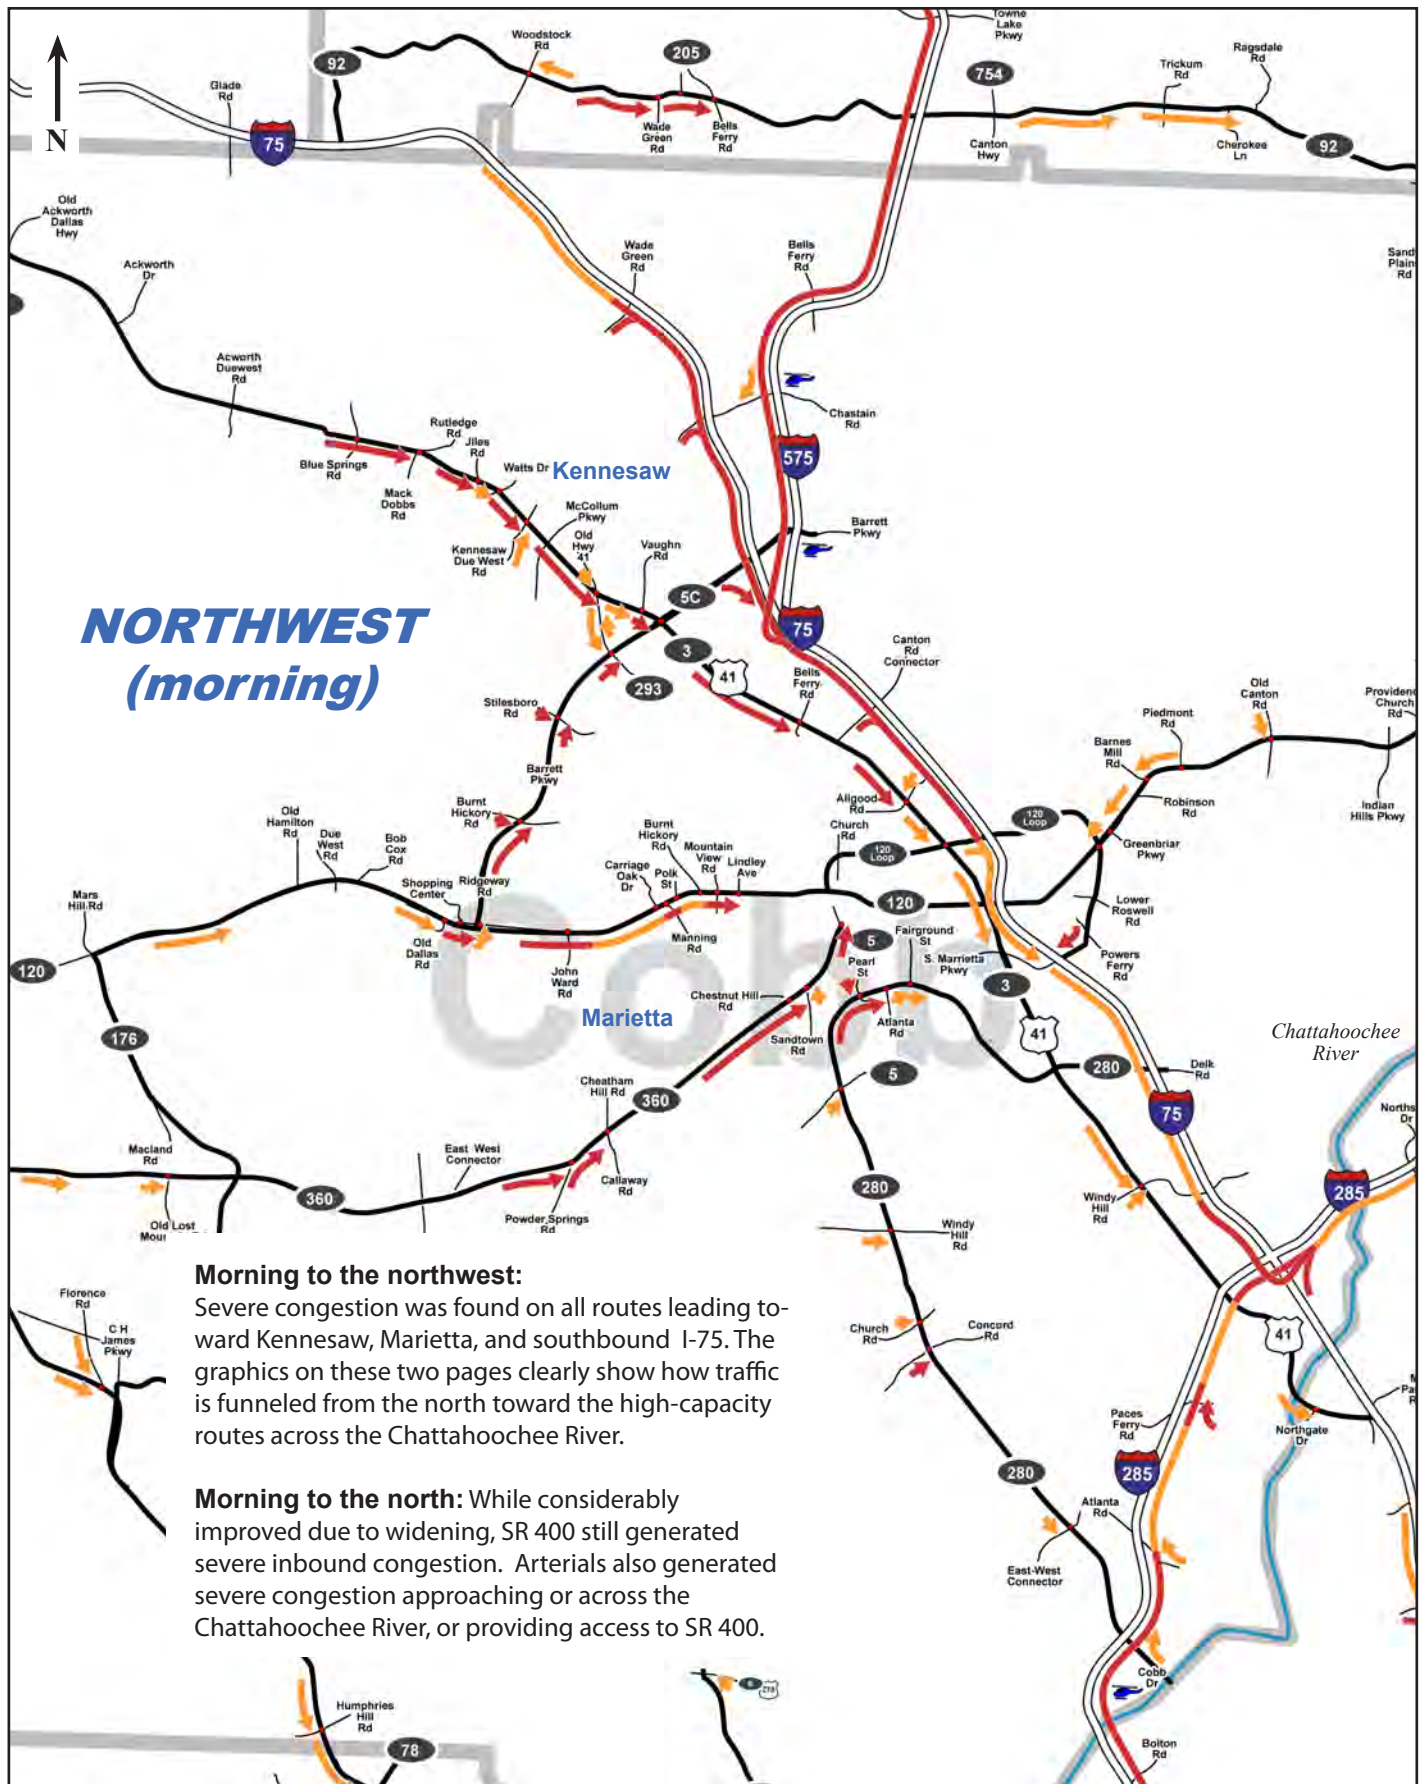 Towne
Lake
Pkwy
Woodstock
Rd
92
205
754
Trickum
Rd
Ragsdale
Rd
Glade
Rd
75
N
Wade
Green
Rd
Bells
Ferry
Rd
Canton
Hwy
Cherokee
Ln
92
Old
Ackworth
Dallas
Hwy
Ackworth
Dr
Wade
Green
Rd
Bells
Ferry
Rd
Acworth
Duewest
Rd
Chastain
Rd
Rutledge
Rd
Jiles
Rd
Watts Dr
Kennesaw
575
Blue Springs
Rd
Mack
Dobbs
Rd
McCollum
Pkwy
Barrett
Pkwy
Old
Hwy
41
Vaughn
Rd
Kennesaw
Due West
Rd
5C
NORTHWEST
(morning)
75
3
41
293
Canton
Rd
Connector
Bells
Ferry
Rd
Stilesboro
Rd
Old
Canton
Rd
Piedmont
Rd
Church
Rd
Barnes
Mill
Rd
Barrett
Pkwy
Burnt
Hickory
Rd
Allgood
Rd
Robinson
Rd
Indian
Hills Pkwy
Old
Hamilton
Rd
Due
West
Rd
Bob
Cox
Rd
Burnt
Hickory
Rd
Mountain
View
Rd
Lindley
Ave
Church
Rd
120
Loop
120
Loop
Greenbriar
Pkwy
Carriage
Oak
Dr
Polk
St
Shopping
Center
Ridgeway
Rd
Mars
Hill Rd
120
Lower
Roswell
Rd
Cobb
Old
Dallas
Rd
John
Ward
Rd
Manning
Rd
5
Fairground
St
Pearl
St
S. Marrietta
Pkwy
Powers
Ferry
Rd
120
3
Chestnut Hill
Rd
Marietta
Sandtown
Rd
Atlanta
Rd
41
Chattahoochee
River
176
5
280
Delk
Rd
Cheatham
Hill Rd
360
75
Macland
Rd
East West
Connector
Callaway
Rd
280
285
Windy
Hill
Rd
360
Old Lost
Powder Springs
Rd
Windy
Hill
Rd
Morning to the northwest:
Severe congestion was found on all routes leading to-
ward Kennesaw, Marietta, and southbound I-75. The
graphics on these two pages clearly show how traffic
is funneled from the north toward the high-capacity
routes across the Chattahoochee River.
Florence
Rd
C H
James
Pkwy
Church
Rd
Concord
Rd
41
Paces
Ferry
Rd
Northgate
Dr
280
285
Morning to the north: While considerably
improved due to widening, SR 400 still generated
severe inbound congestion. Arterials also generated
severe congestion approaching or across the
Chattahoochee River, or providing access to SR 400.
Atlanta
Rd
East-West
Connector
Cobb
Dr
Humphries
Hill
Rd
78
Bolton
Rd